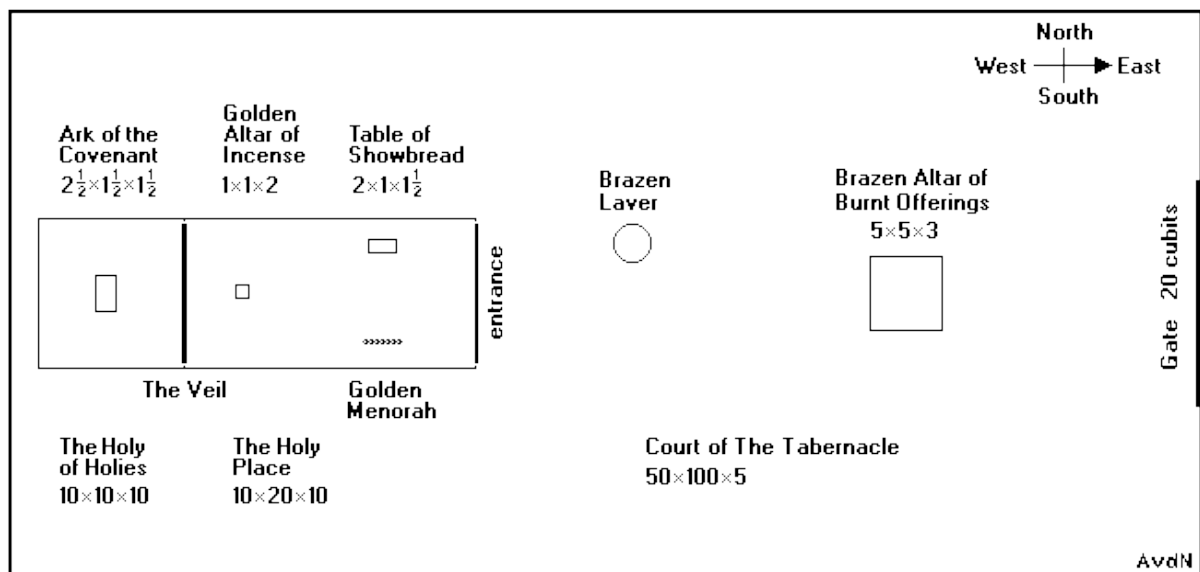 North
West East
South
Ark of the
Covenant
2½×1½×1½
Golden
Altar of
Incense
1×1×2
Table of
Showbread
2×1×1½
Brazen
Laver
Brazen Altar of
Burnt Offerings
5×5×3
entrance
Gate 20 cubits
The Veil
Golden
Menorah
The Holy
of Holies
10×10×10
The Holy
Place
10×20×10
Court of The Tabernacle
50×100×5
AvdN